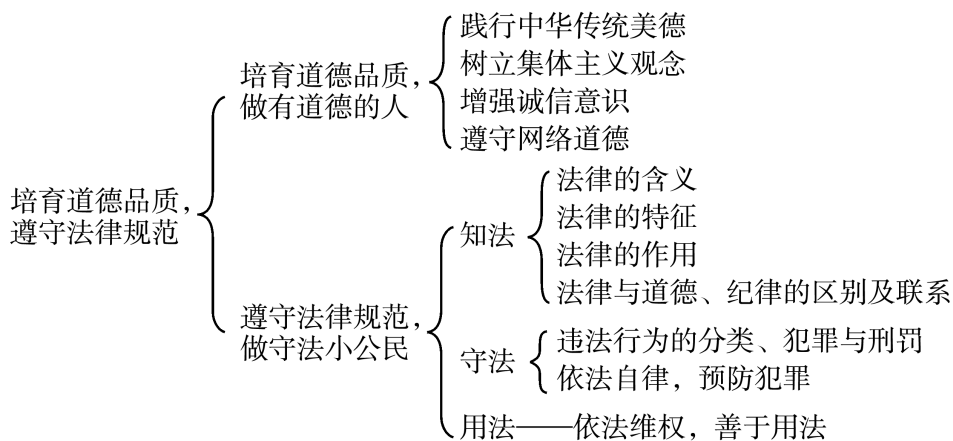 培育道德品质，
遵守法律规范
培育道德品质，
做有道德的人
践行中华传统美德
树立集体主义观念
增强诚信意识
遵守网络道德
遵守法律规范，
做守法小公民
知法
法律的含义
法律的特征
法律的作用
法律与道德、纪律的区别及联系
守法
违法行为的分类、犯罪与刑罚
依法自律，预防犯罪
用法——依法维权，善于用法